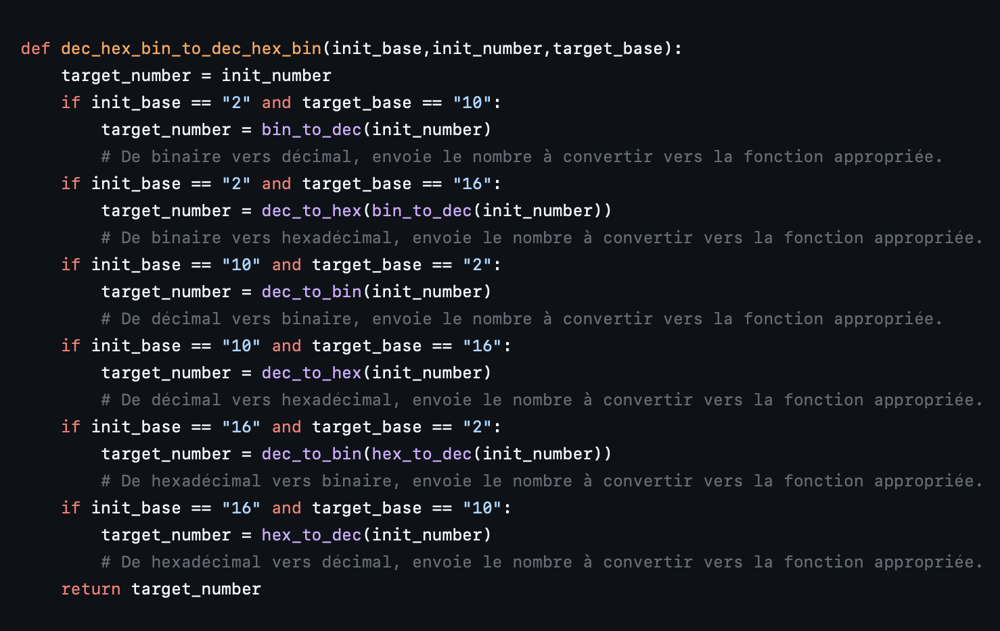 def dec_hex_bin_to_dec_hex_bin(init_base,init_number,target_base):
    target_number = init_number
    if init_base == "2" and target_base == "10":
        target_number = bin_to_dec(init_number)
        # De binaire vers décimal, envoie le nombre à convertir vers la fonction appropriée.
    if init_base == "2" and target_base == "16":
        target_number = dec_to_hex(bin_to_dec(init_number))
        # De binaire vers hexadécimal, envoie le nombre à convertir vers la fonction appropriée.
    if init_base == "10" and target_base == "2":
        target_number = dec_to_bin(init_number)
        # De décimal vers binaire, envoie le nombre à convertir vers la fonction appropriée.
    if init_base == "10" and target_base == "16":
        target_number = dec_to_hex(init_number)
        # De décimal vers hexadécimal, envoie le nombre à convertir vers la fonction appropriée.
    if init_base == "16" and target_base == "2":
        target_number = dec_to_bin(hex_to_dec(init_number))
        # De hexadécimal vers binaire, envoie le nombre à convertir vers la fonction appropriée.
    if init_base == "16" and target_base == "10":
        target_number = hex_to_dec(init_number)
        # De hexadécimal vers décimal, envoie le nombre à convertir vers la fonction appropriée.
    return target_number